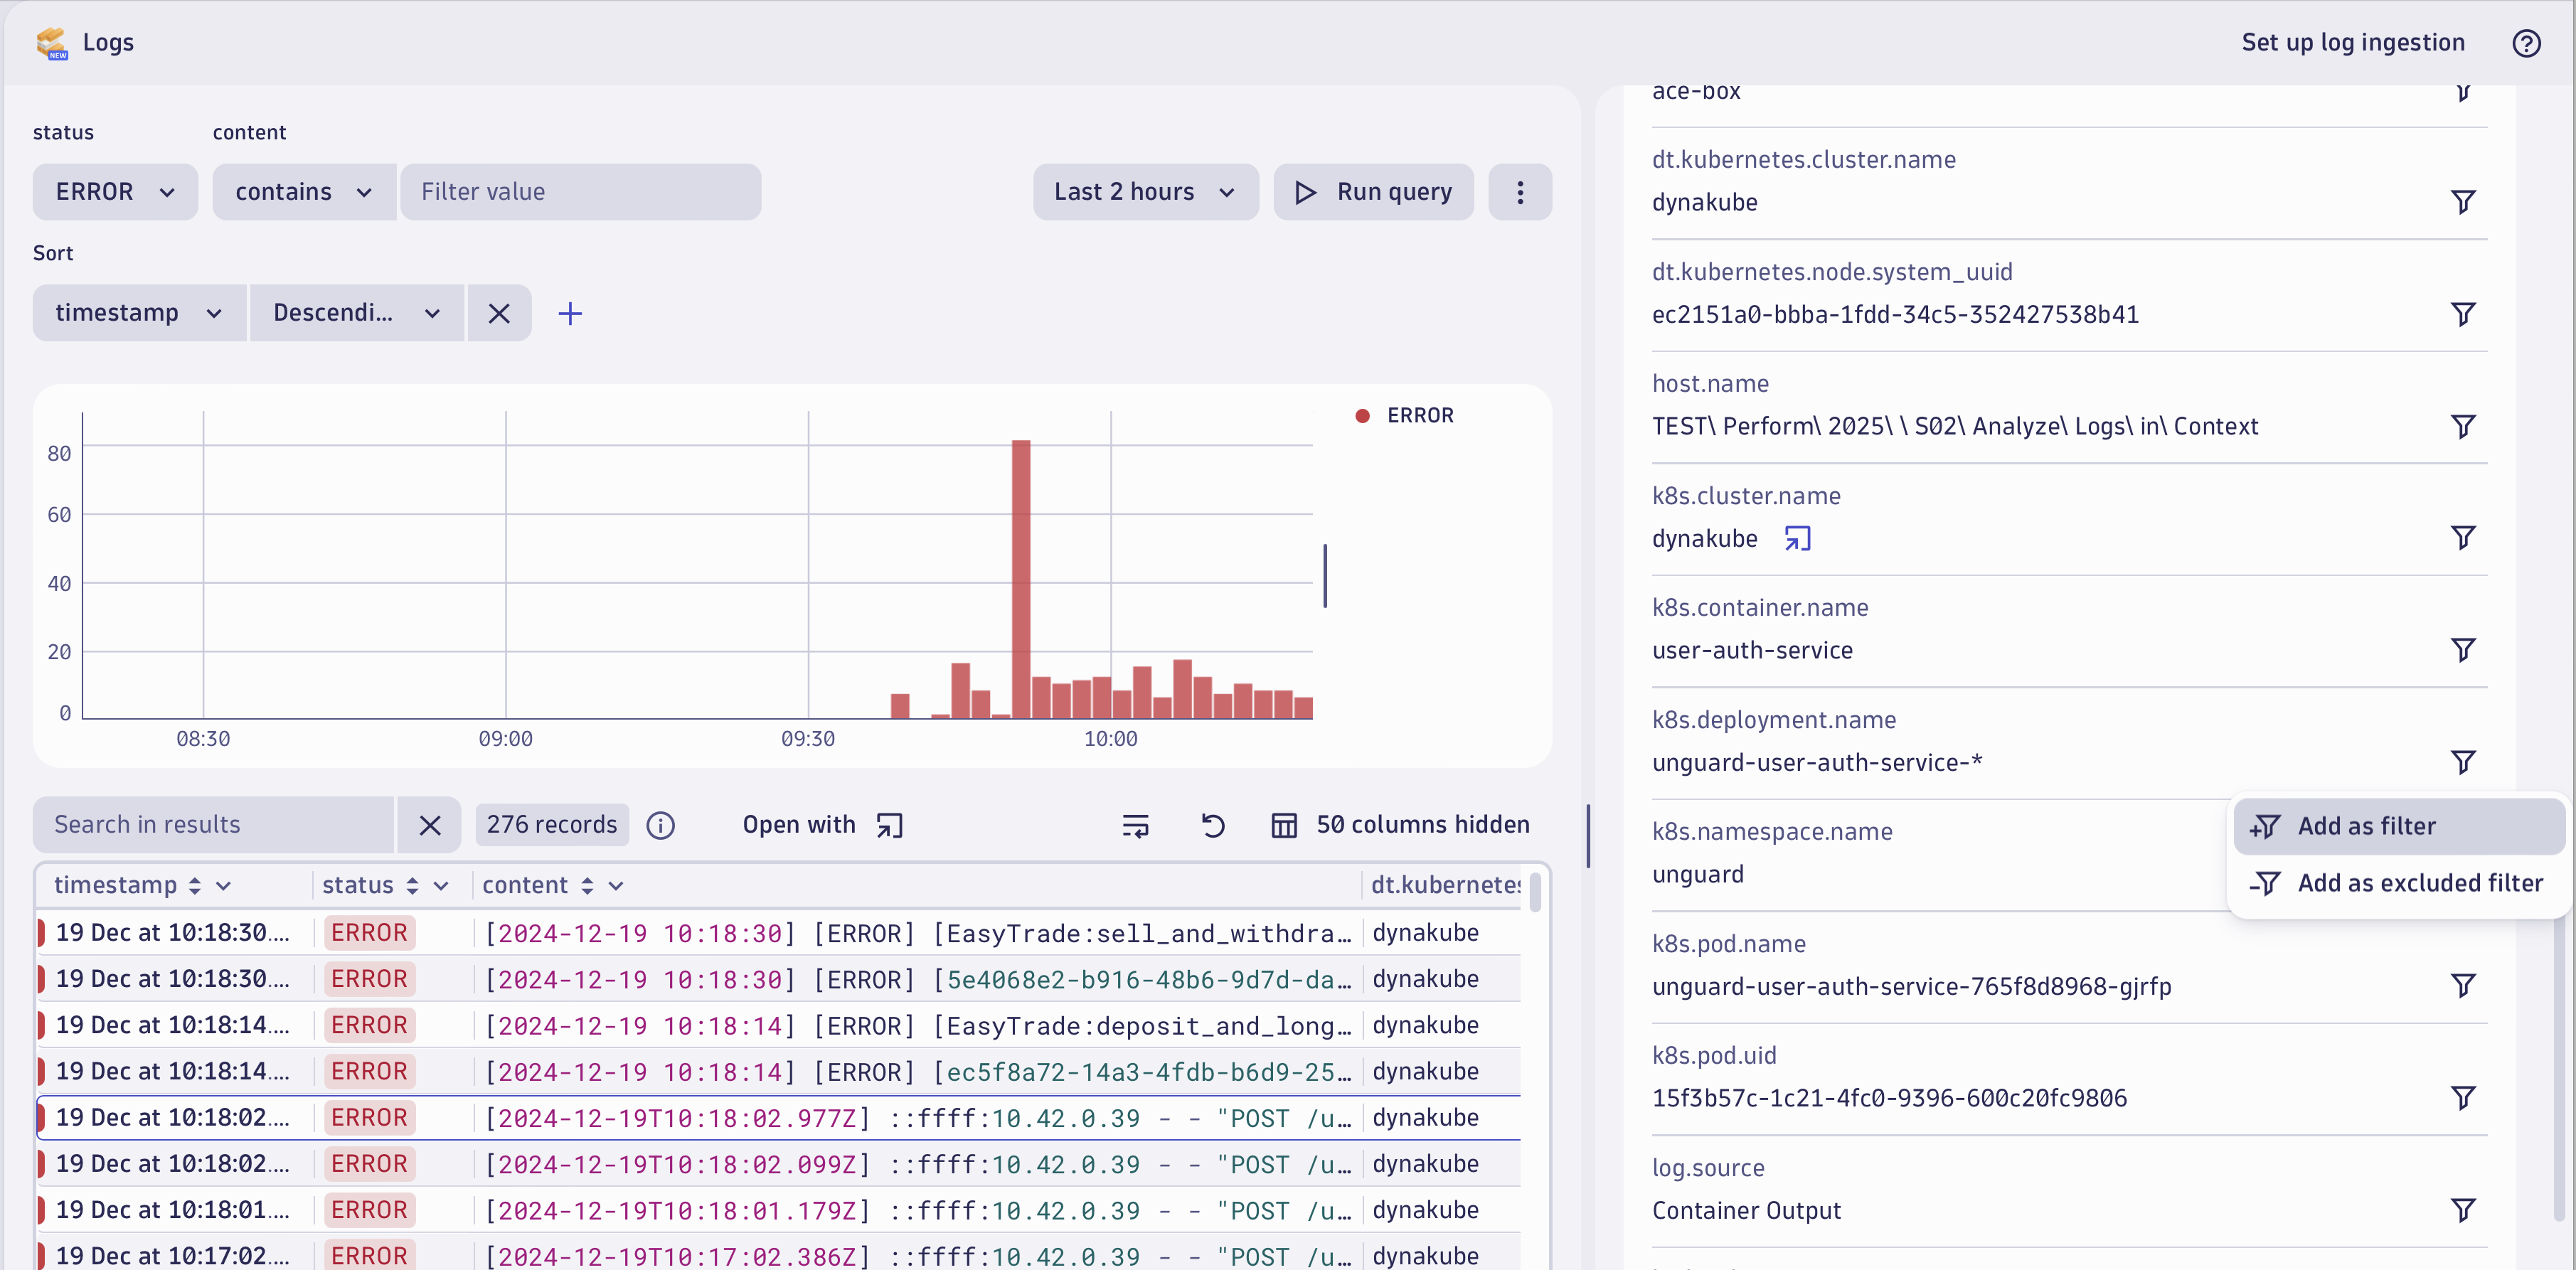 NEW
Logs
Set up log ingestion
status
content
ERROR
contains
Filter value
Last 2 hours
Run query
Sort
timestamp
Descendi...
ERROR
80
60
40
20
0
08:30
09:00
09:30
10:00
Search in results
276 records
Open with
50 columns hidden
timestamp
status
content
dt.kubernetes
19 Dec at 10:18:30.... ERROR [2024-12-19 10:18:30] [ERROR] [EasyTrade:sell_and_withdra… dynakube
19 Dec at 10:18:30.... ERROR [2024-12-19 10:18:30] [ERROR] [5e4068e2-b916-48b6-9d7d-da… dynakube
19 Dec at 10:18:14.... ERROR [2024-12-19 10:18:14] [ERROR] [EasyTrade:deposit_and_long… dynakube
19 Dec at 10:18:14.... ERROR [2024-12-19 10:18:14] [ERROR] [ec5f8a72-14a3-4fdb-b6d9-25… dynakube
19 Dec at 10:18:02.... ERROR [2024-12-19T10:18:02.977Z] ::ffff:10.42.0.39 - - "POST /u… dynakube
19 Dec at 10:18:02.... ERROR [2024-12-19T10:18:02.099Z] ::ffff:10.42.0.39 - - "POST /u… dynakube
19 Dec at 10:18:01.... ERROR [2024-12-19T10:18:01.179Z] ::ffff:10.42.0.39 - - "POST /u… dynakube
19 Dec at 10:17:02.... ERROR [2024-12-19T10:17:02.386Z] ::ffff:10.42.0.39 - - "POST /u… dynakube
ace-box
dt.kubernetes.cluster.name
dynakube
dt.kubernetes.node.system_uuid
ec2151a0-bbba-1fdd-34c5-352427538b41
host.name
TEST\ Perform\ 2025\ \ S02\ Analyze\ Logs\ in\ Context
k8s.cluster.name
dynakube
k8s.container.name
user-auth-service
k8s.deployment.name
unguard-user-auth-service-*
k8s.namespace.name
unguard
Add as filter
Add as excluded filter
k8s.pod.name
unguard-user-auth-service-765f8d8968-gjrfp
k8s.pod.uid
15f3b57c-1c21-4fc0-9396-600c20fc9806
log.source
Container Output